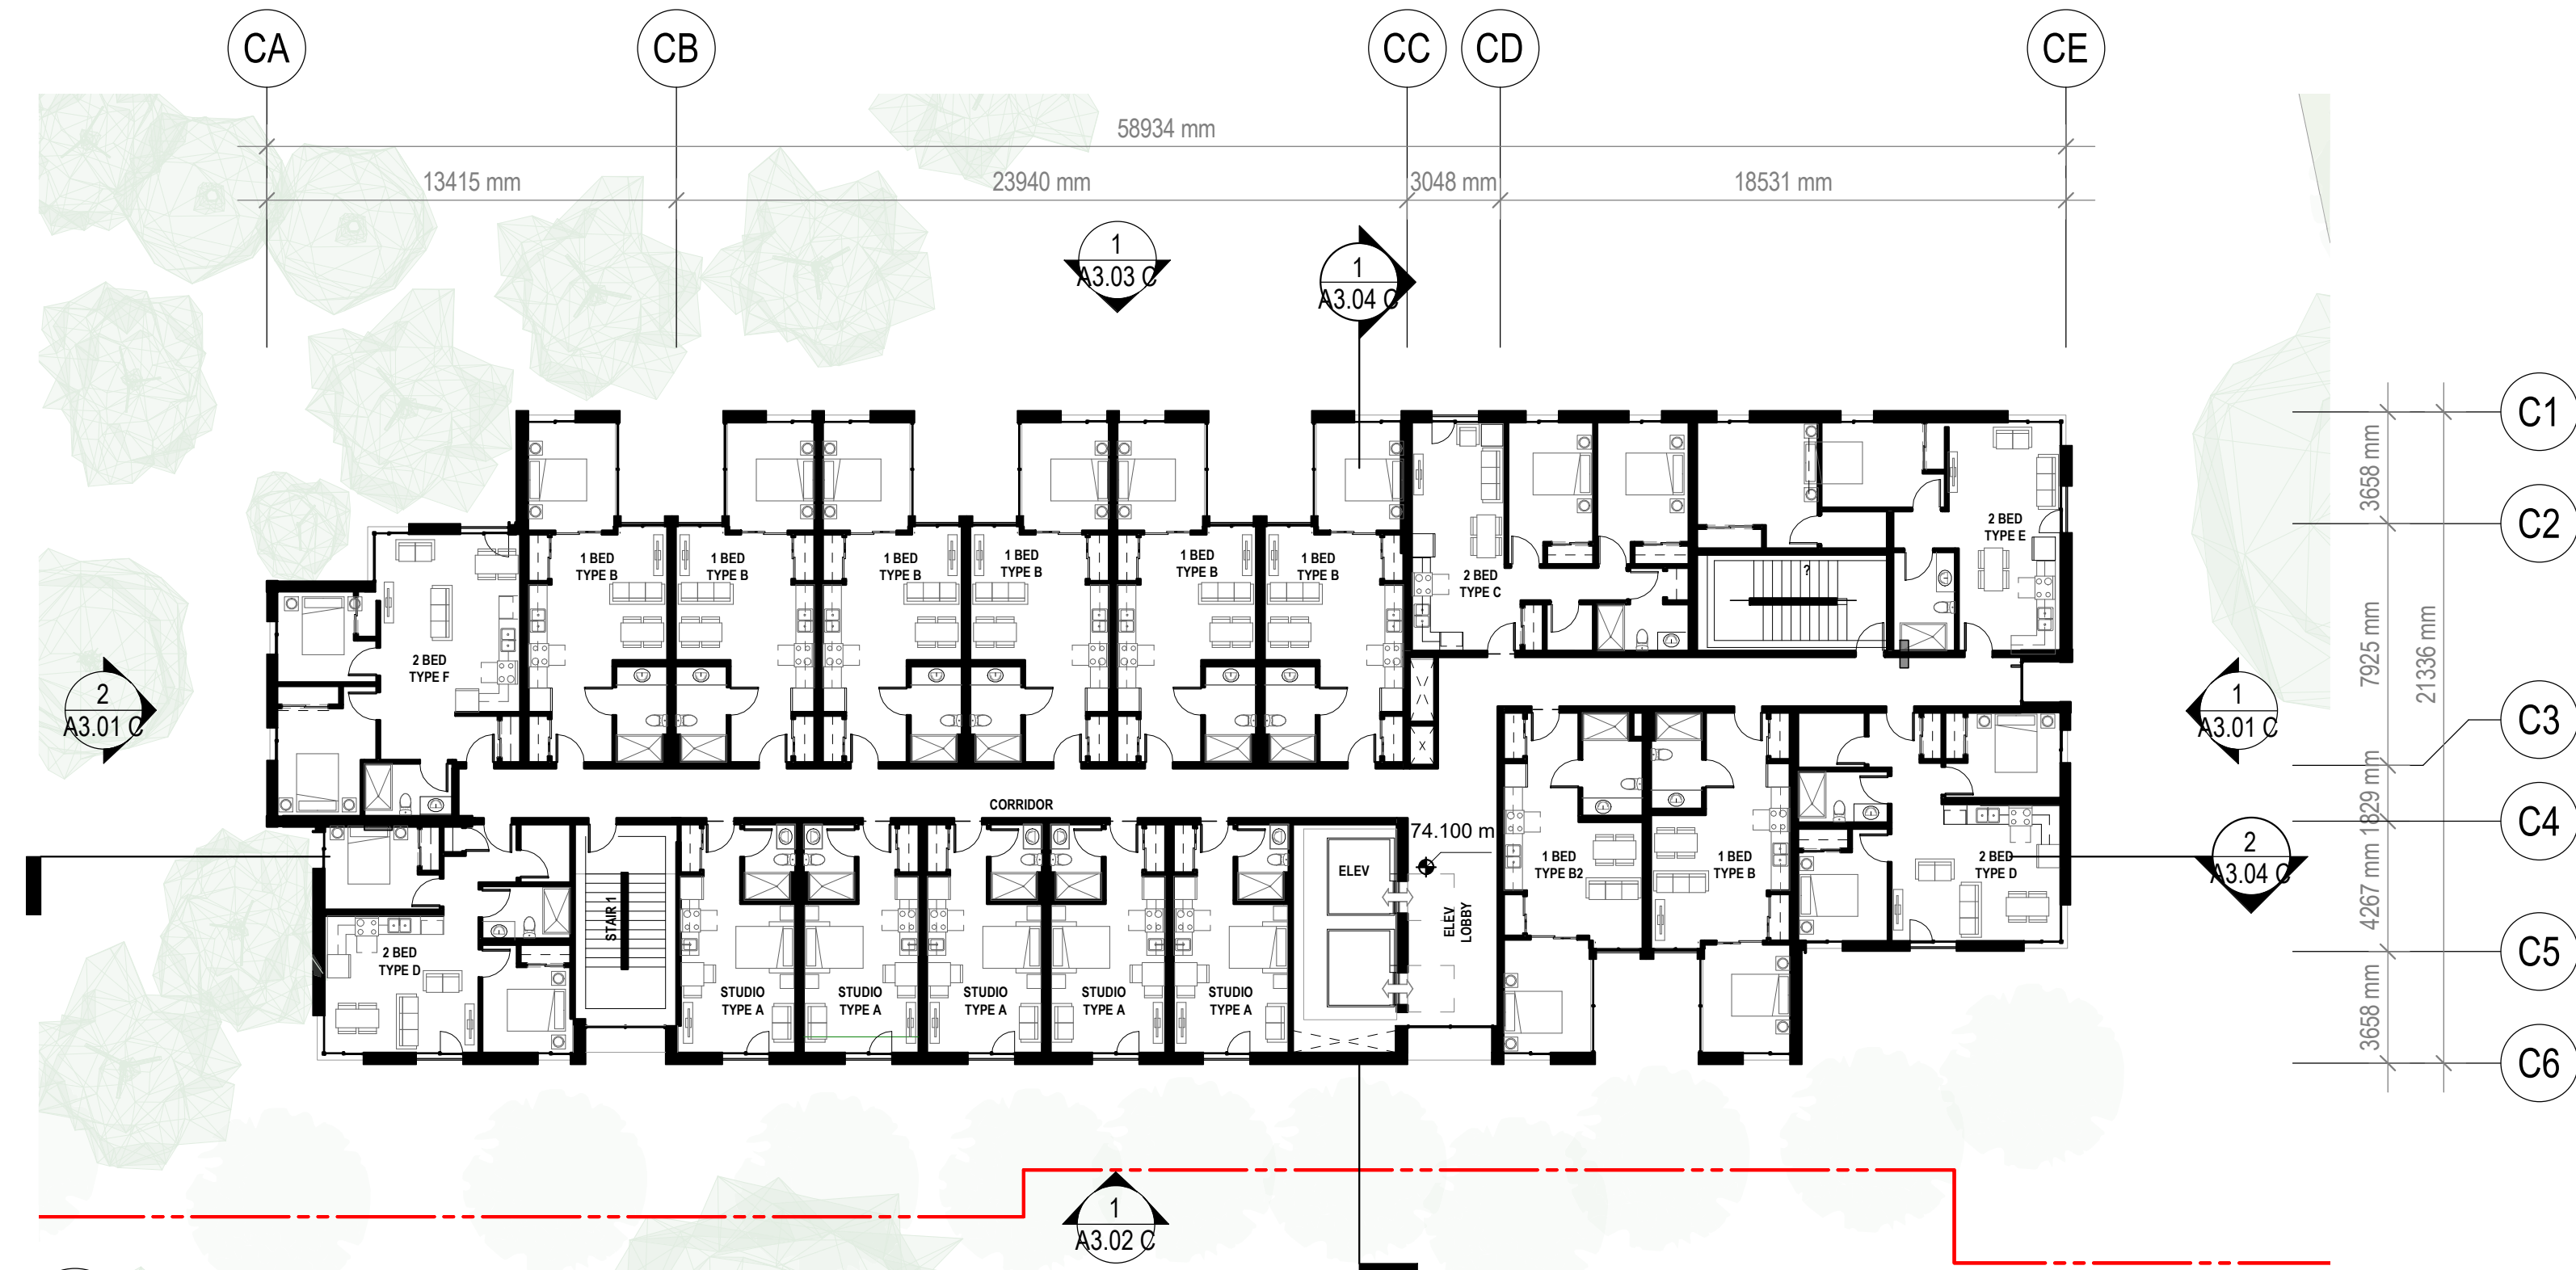 CA
CB
CC
CD
CE
58934 mm
13415 mm
23940 mm
3048 mm
18531 mm
1
A3.03 C
1
A3.04 C
C1
C2
C3
C4
C5
C6
3658 mm
7925 mm
1829 mm
4267 mm
3658 mm
21336 mm
2
A3.01 C
1
A3.01 C
2
A3.04 C
1
A3.02 C
1 BED
TYPE B
1 BED
TYPE B
1 BED
TYPE B
1 BED
TYPE B
1 BED
TYPE B
1 BED
TYPE B
2 BED
TYPE C
?
2 BED
TYPE E
2 BED
TYPE F
X
X
X
CORRIDOR
74.100 m
ELEV
ELEV
LOBBY
1 BED
TYPE B2
1 BED
TYPE B
2 BED
TYPE D
STAIR 1
2 BED
TYPE D
STUDIO
TYPE A
STUDIO
TYPE A
STUDIO
TYPE A
STUDIO
TYPE A
STUDIO
TYPE A